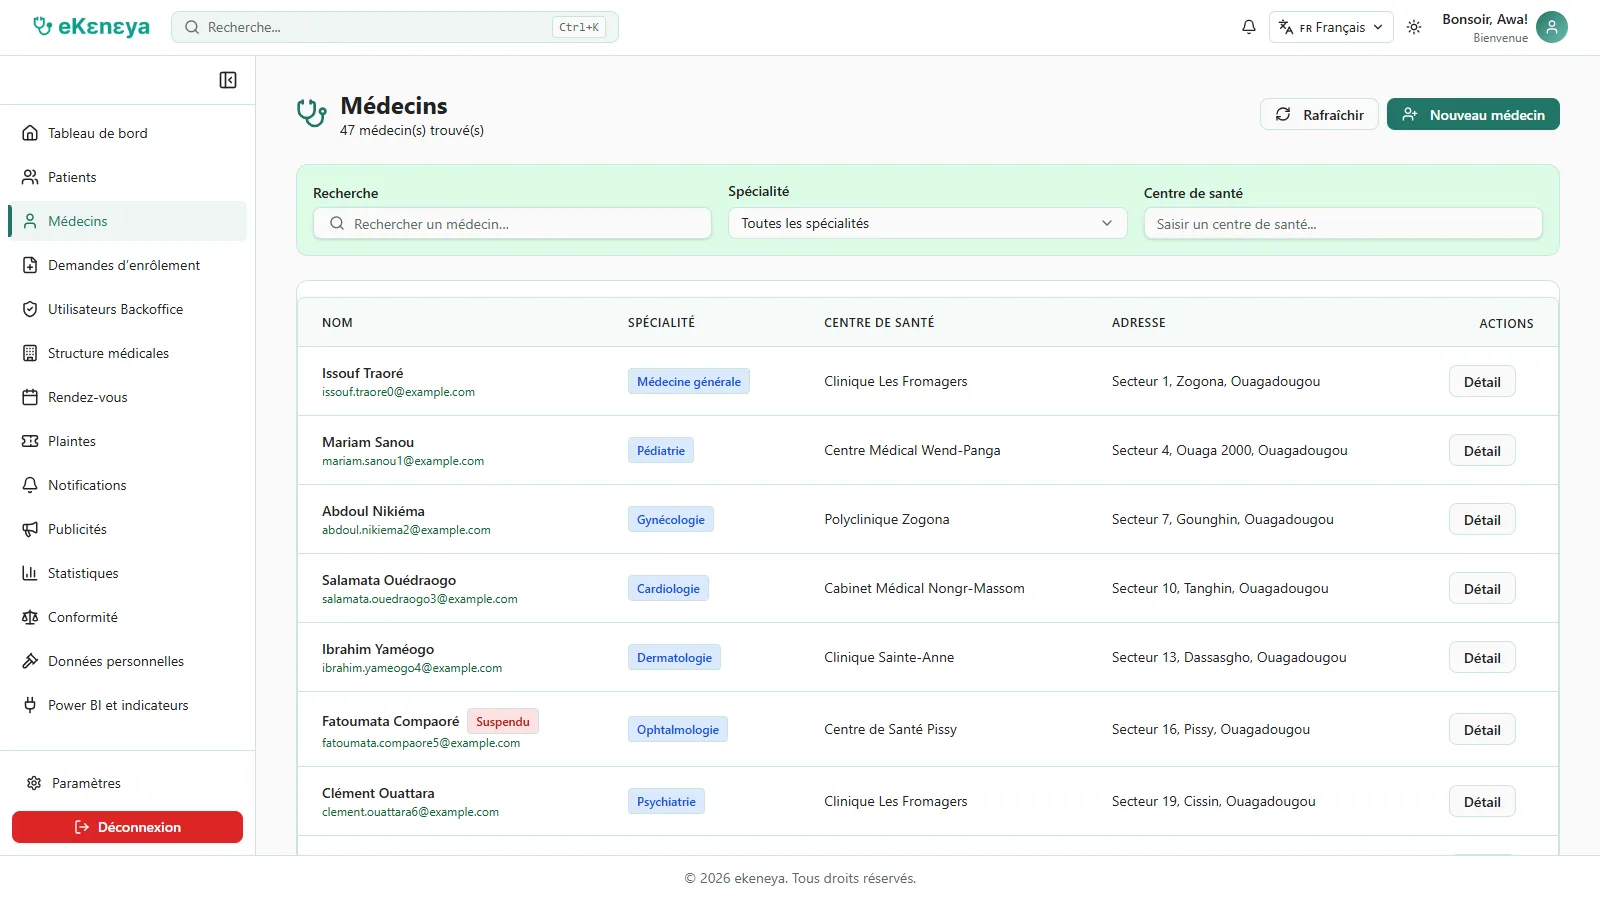 eKɛnɛya
Recherche...
Ctrl+K
FR Français
Bonsoir, Awa!
Bienvenue
Tableau de bord
Patients
Médecins
Demandes d’enrôlement
Utilisateurs Backoffice
Structure médicales
Rendez-vous
Plaintes
Notifications
Publicités
Statistiques
Conformité
Données personnelles
Power BI et indicateurs
Paramètres
Déconnexion
Médecins
47 médecin(s) trouvé(s)
Rafraîchir
Nouveau médecin
Recherche
Rechercher un médecin...
Spécialité
Toutes les spécialités
Centre de santé
Saisir un centre de santé...
NOM SPÉCIALITÉ CENTRE DE SANTÉ ADRESSE ACTIONS
Issouf Traoré
issouf.traore0@example.com
Médecine générale
Clinique Les Fromagers
Secteur 1, Zogona, Ouagadougou
Détail
Mariam Sanou
mariam.sanou1@example.com
Pédiatrie
Centre Médical Wend-Panga
Secteur 4, Ouaga 2000, Ouagadougou
Détail
Abdoul Nikiéma
abdoul.nikiema2@example.com
Gynécologie
Polyclinique Zogona
Secteur 7, Gounghin, Ouagadougou
Détail
Salamata Ouédraogo
salamata.ouedraogo3@example.com
Cardiologie
Cabinet Médical Nongr-Massom
Secteur 10, Tanghin, Ouagadougou
Détail
Ibrahim Yaméogo
ibrahim.yameogo4@example.com
Dermatologie
Clinique Sainte-Anne
Secteur 13, Dassasgho, Ouagadougou
Détail
Fatoumata Compaoré Suspendu
fatoumata.compaore5@example.com
Ophtalmologie
Centre de Santé Pissy
Secteur 16, Pissy, Ouagadougou
Détail
Clément Ouattara
clement.ouattara6@example.com
Psychiatrie
Clinique Les Fromagers
Secteur 19, Cissin, Ouagadougou
Détail
© 2026 ekeneya. Tous droits réservés.